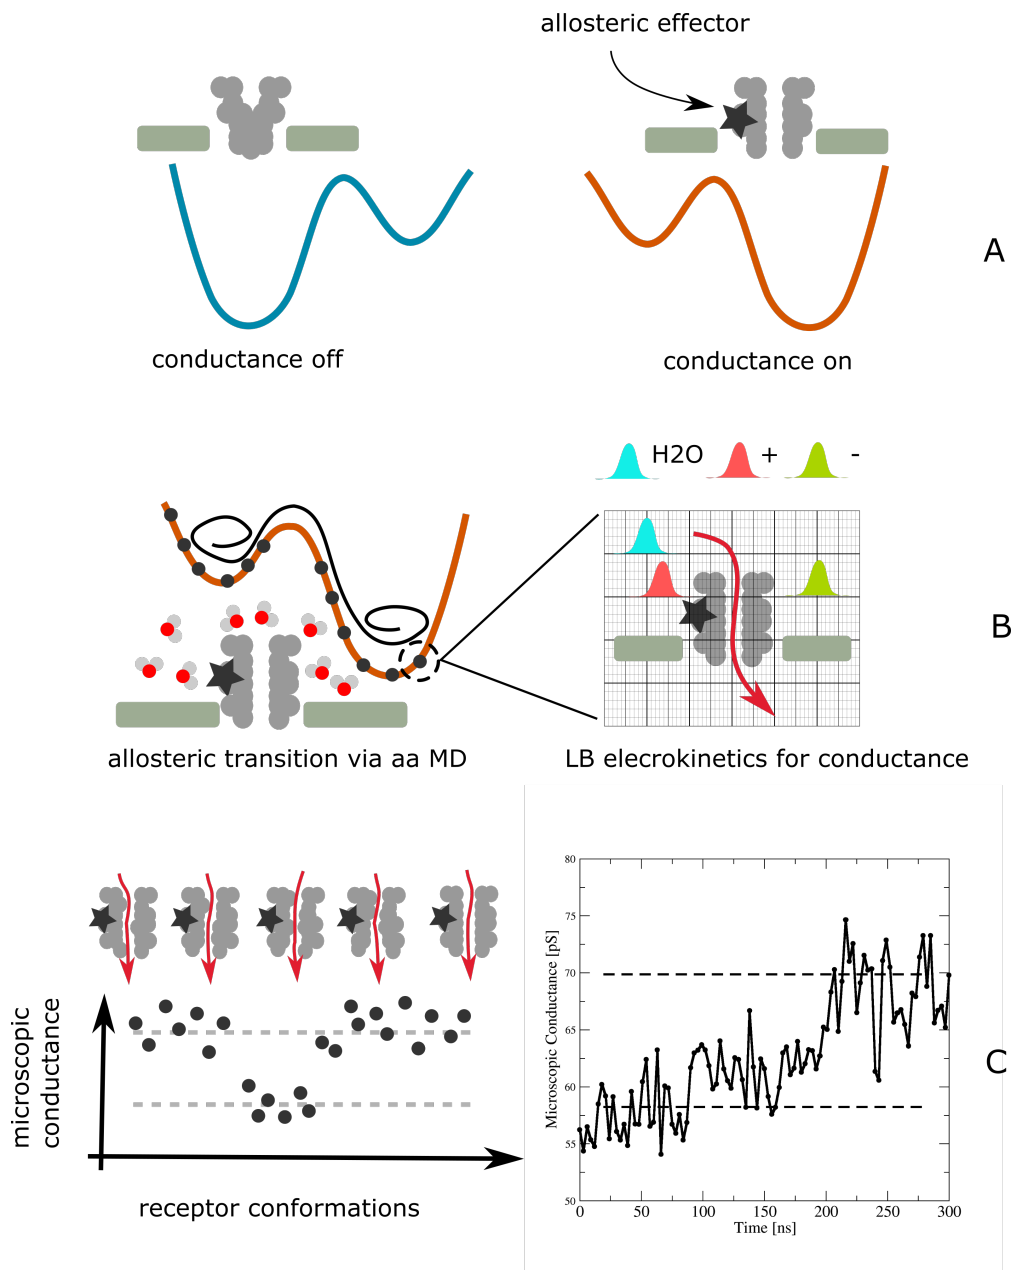 allosteric effector
A
conductance off
conductance on
H2O + -
B
allosteric transition via aa MD
LB elecrokinetics for conductance
microscopic
conductance
receptor conformations
80
75
70
65
60
55
50
Microscopic Conductance [pS]
0 50 100 150 200 250 300
Time [ns]
C